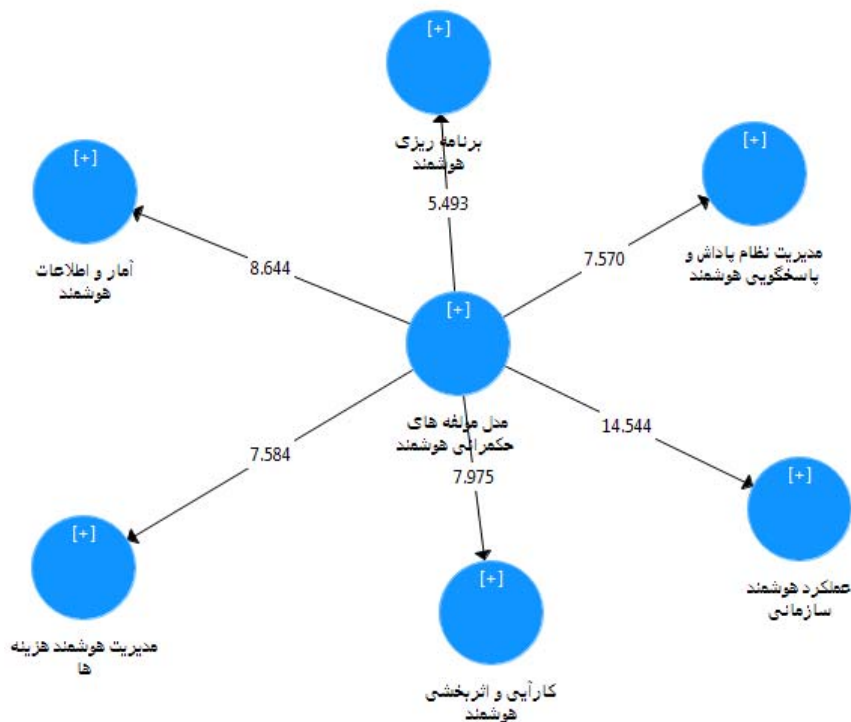 [+]
برنامه ریزی
هوشمند
[+]
مدیریت نظام پاداش و
پاسخگویی هوشمند
[+]
آمار و اطلاعات
هوشمند
5.493
7.570
8.644
[+]
مدل مولفه های
حکمرانی هوشمند
14.544
7.584
7.975
[+]
عملکرد هوشمند
سازمانی
[+]
مدیریت هوشمند هزینه
ها
[+]
کارآیی و اثربخشی
هوشمند